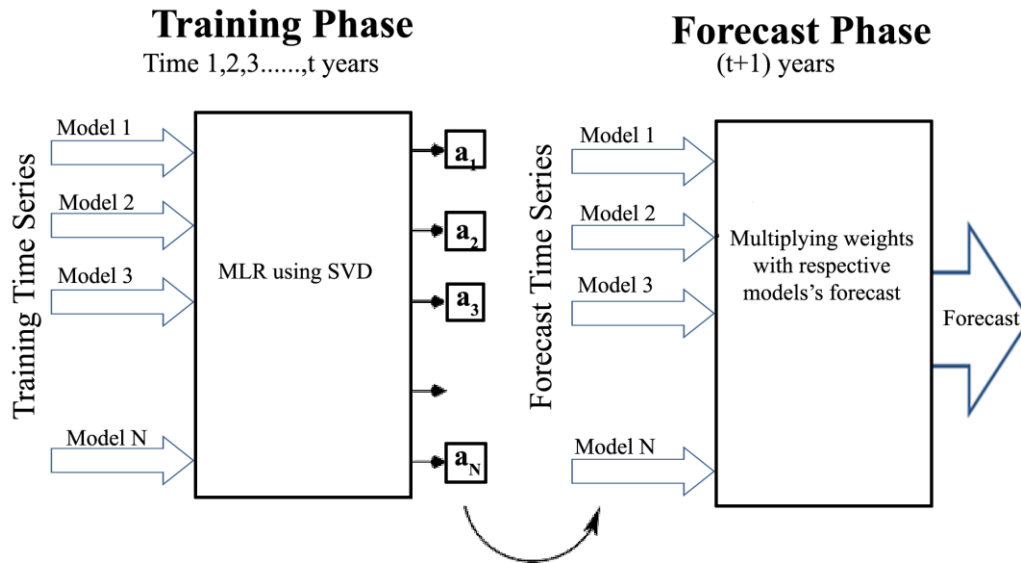 Training Phase
Time 1,2,3......,t years
Training Time Series
Model 1
Model 2
Model 3
Model N
MLR using SVD
a1
a2
a3
aN
Forecast Phase
(t+1) years
Forecast Time Series
Model 1
Model 2
Model 3
Model N
Multiplying weights
with respective
models's forecast
Forecast